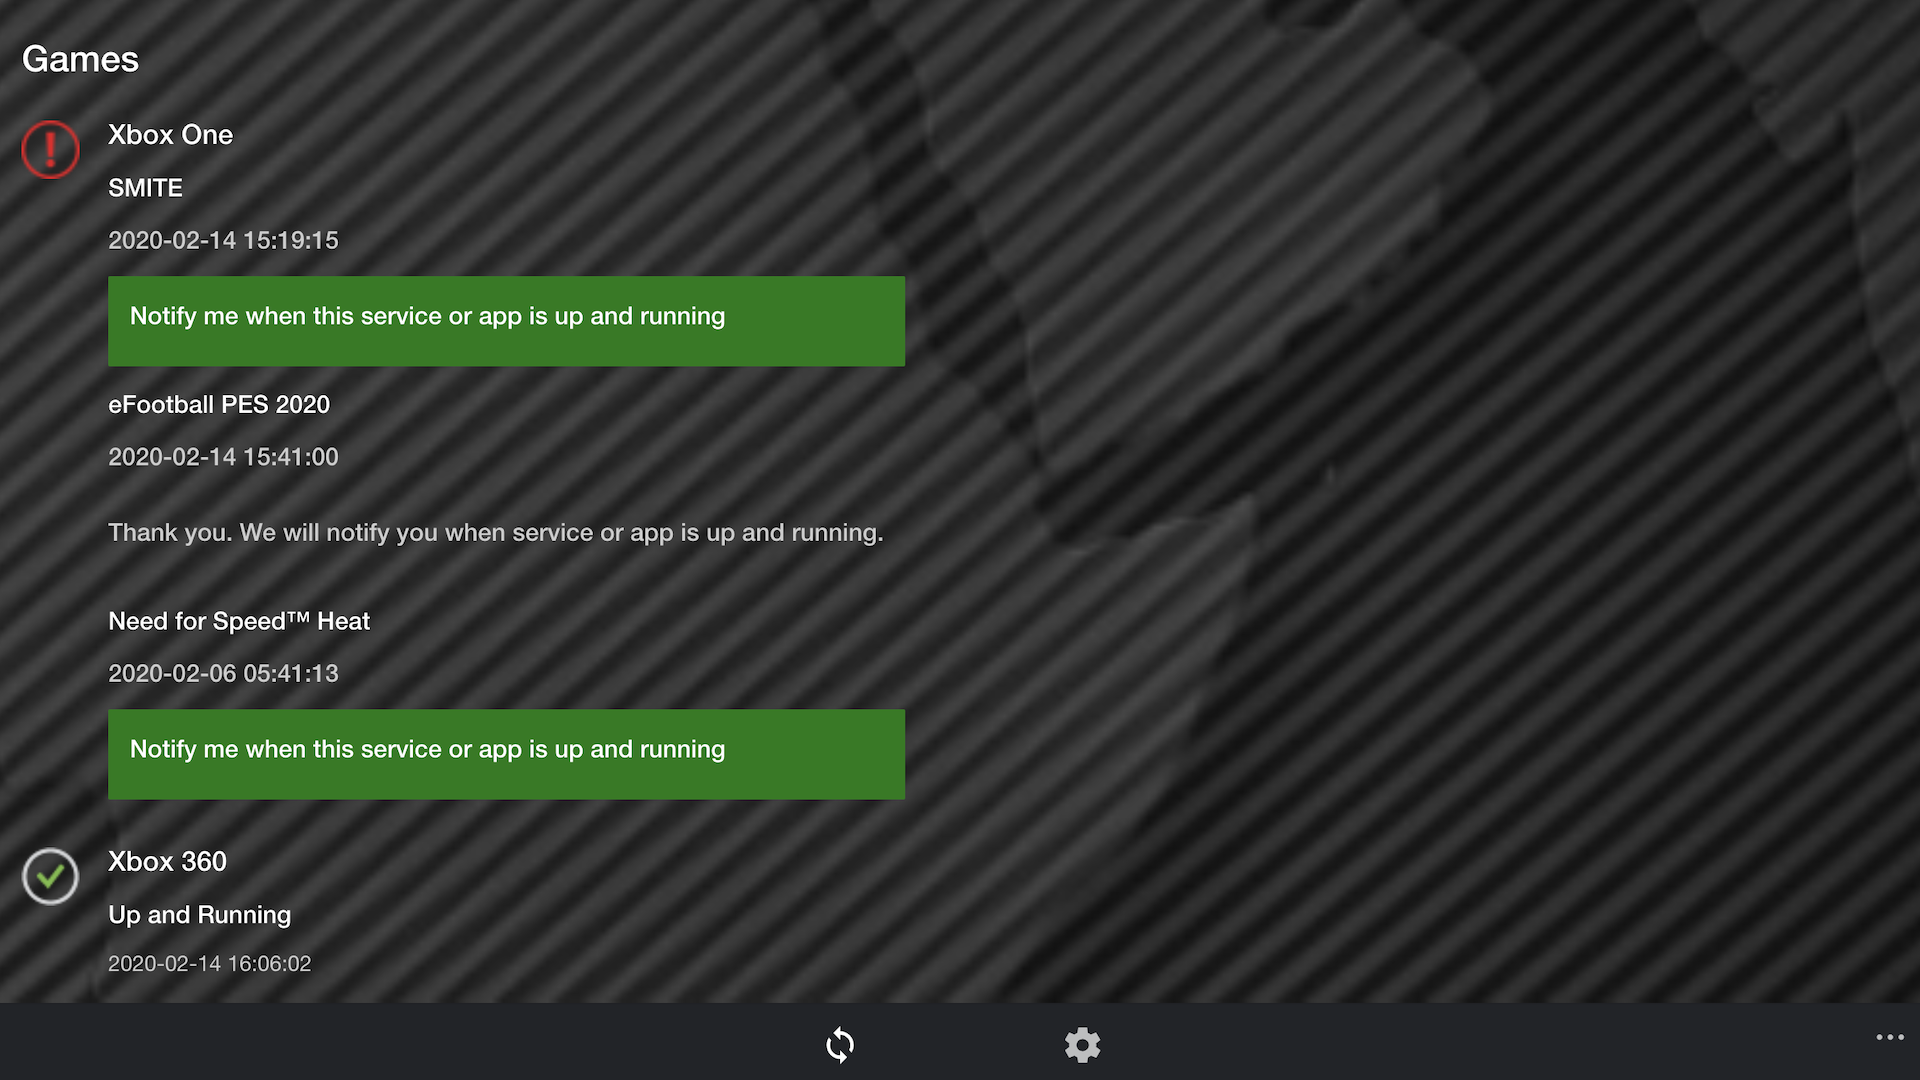 Games
Xbox One
SMITE
2020-02-14 15:19:15
Notify me when this service or app is up and running
eFootball PES 2020
2020-02-14 15:41:00
Thank you. We will notify you when service or app is up and running.
Need for Speed™ Heat
2020-02-06 05:41:13
Notify me when this service or app is up and running
Xbox 360
Up and Running
2020-02-14 16:06:02